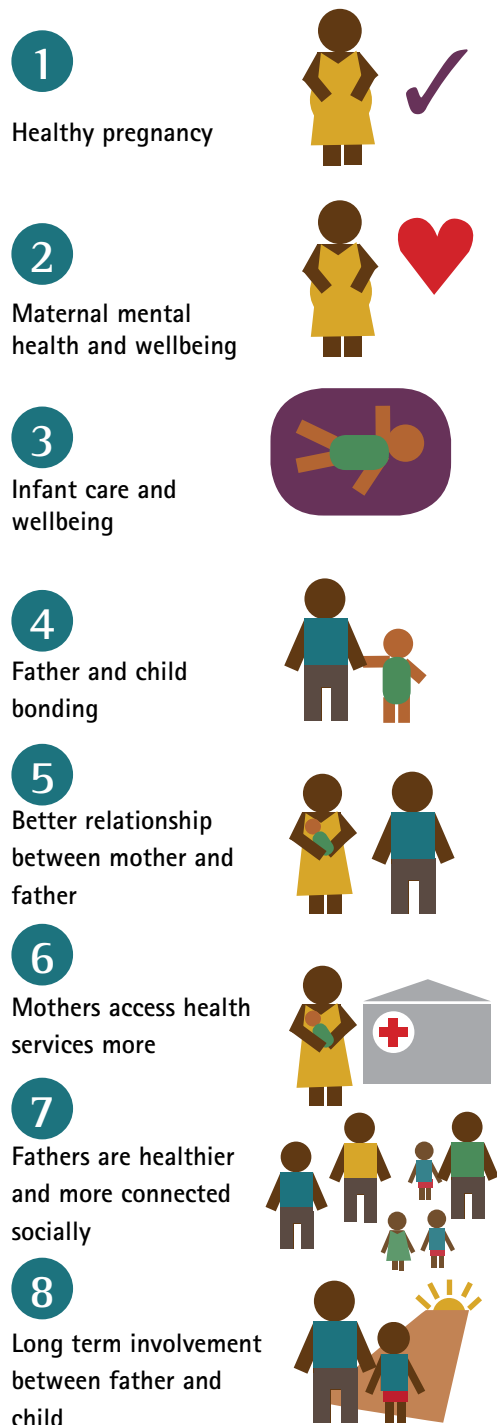 1
Healthy pregnancy
2
Maternal mental
health and wellbeing
3
Infant care and
wellbeing
4
Father and child
bonding
5
Better relationship
between mother and
father
6
Mothers access health
services more
7
Fathers are healthier
and more connected
socially
8
Long term involvement
between father and
child